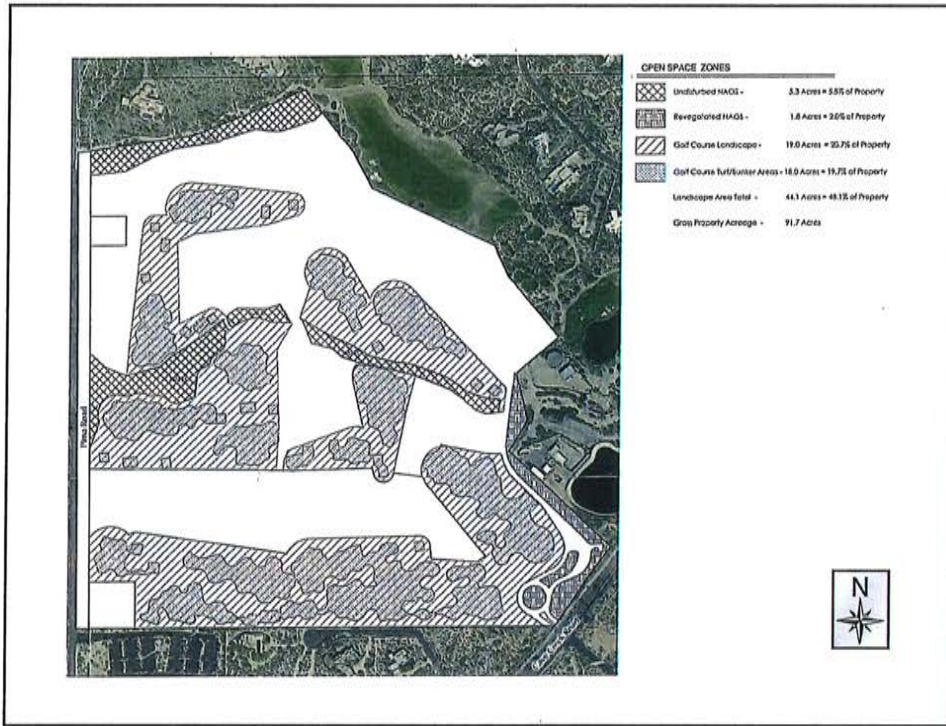 OPEN SPACE ZONES
Undisturbed NAOS - 5.3 Acres = 5.8% of Property
Revegetated NAOS - 1.8 Acres = 2.0% of Property
Golf Course Landscape - 19.0 Acres = 20.7% of Property
Golf Course Turf/Bunker Areas - 18.0 Acres = 19.7% of Property
Landscape Area Total - 44.1 Acres = 48.1% of Property
Gross Property Acreage - 91.7 Acres
Pima Road
N